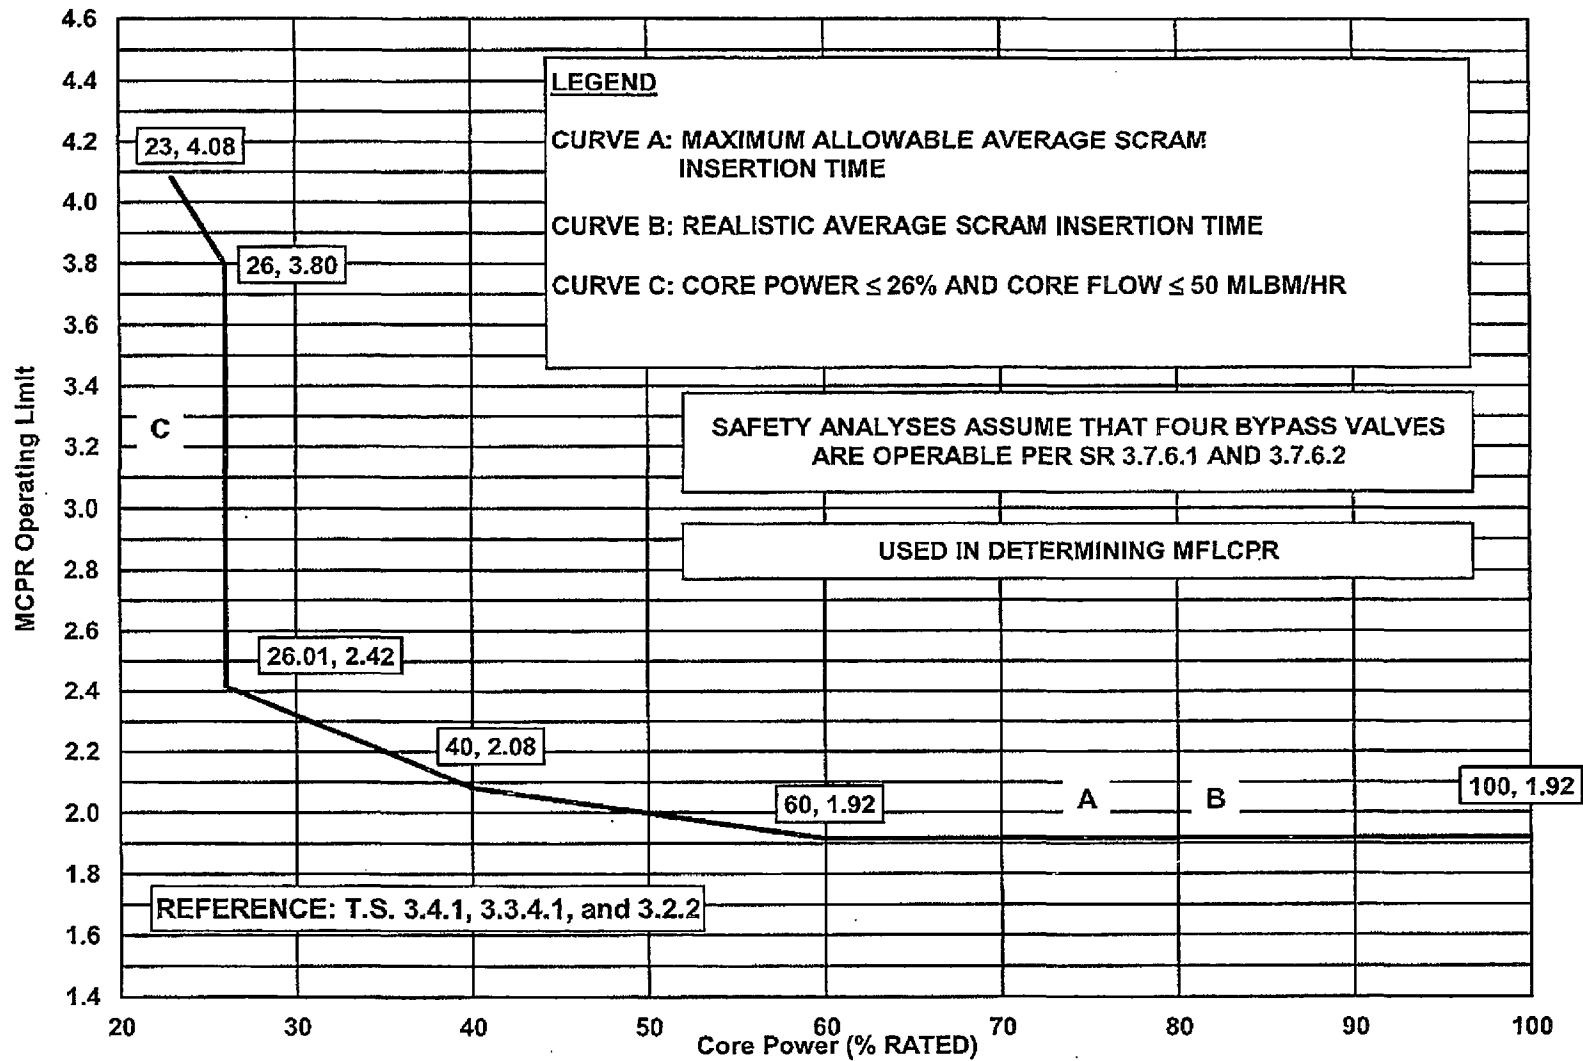 4.6
4.4
4.2
4.0
3.8
3.6
3.4
3.2
3.0
2.8
2.6
2.4
2.2
2.0
1.8
1.6
1.4
MCPR Operating Limit
LEGEND
CURVE A: MAXIMUM ALLOWABLE AVERAGE SCRAM
INSERTION TIME
CURVE B: REALISTIC AVERAGE SCRAM INSERTION TIME
CURVE C: CORE POWER ≤ 26% AND CORE FLOW ≤ 50 MLBM/HR
23, 4.08
26, 3.80
C
SAFETY ANALYSES ASSUME THAT FOUR BYPASS VALVES
ARE OPERABLE PER SR 3.7.6.1 AND 3.7.6.2
USED IN DETERMINING MFLCPR
26.01, 2.42
40, 2.08
60, 1.92
A
B
100, 1.92
REFERENCE: T.S. 3.4.1, 3.3.4.1, and 3.2.2
20 30 40 50 60 70 80 90 100
Core Power (% RATED)